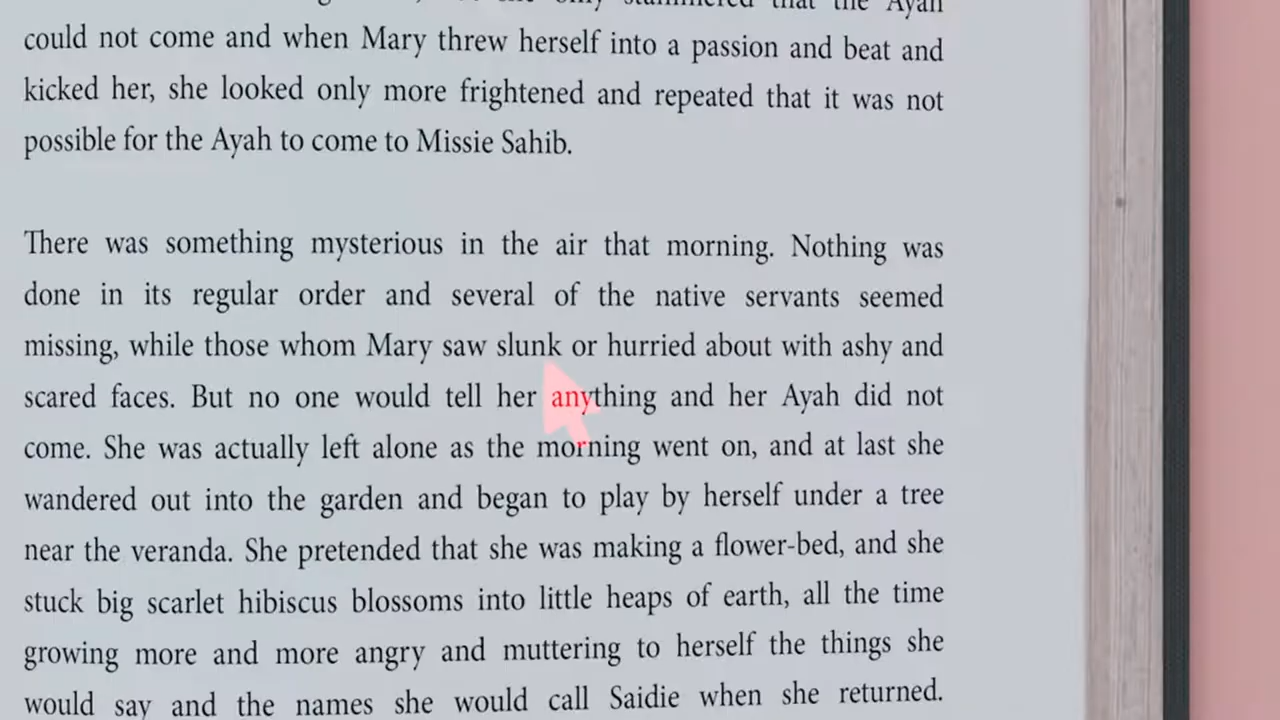 only stammered that the Ayah
could not come and when Mary threw herself into a passion and beat and
kicked her, she looked only more frightened and repeated that it was not
possible for the Ayah to come to Missie Sahib.
There was something mysterious in the air that morning. Nothing was
done in its regular order and several of the native servants seemed
missing, while those whom Mary saw slunk or hurried about with ashy and
scared faces. But no one would tell her anything and her Ayah did not
come. She was actually left alone as the morning went on, and at last she
wandered out into the garden and began to play by herself under a tree
near the veranda. She pretended that she was making a flower-bed, and she
stuck big scarlet hibiscus blossoms into little heaps of earth, all the time
growing more and more angry and muttering to herself the things she
would say and the names she would call Saidie when she returned.